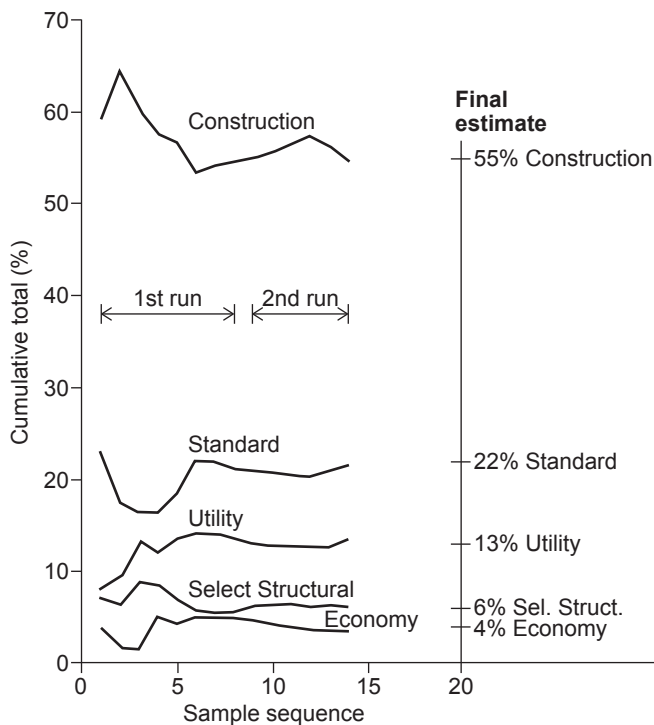 70
60
50
40
30
20
10
0
Cumulative total (%)
Construction
1st run
2nd run
Standard
Utility
Select Structural
Economy
Final
estimate
55% Construction
22% Standard
13% Utility
6% Sel. Struct.
4% Economy
0
5
10
15
20
Sample sequence